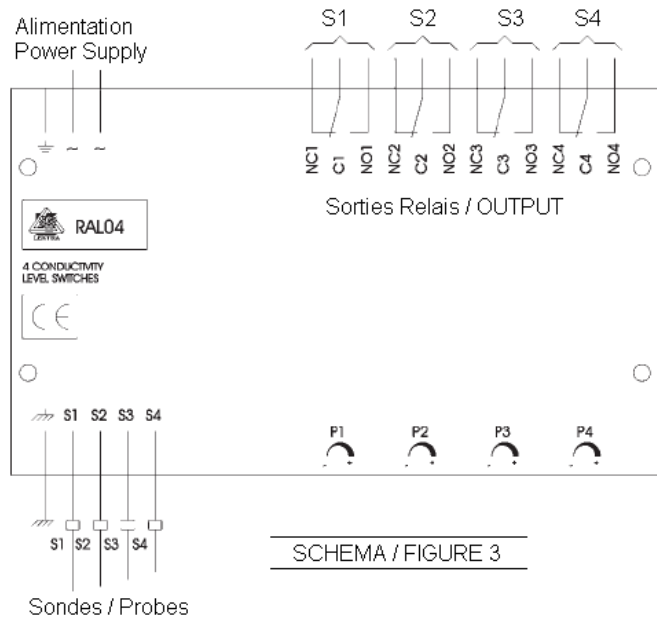 Alimentation
Power Supply
S1 S2 S3 S4
~ ~
NC1 C1 NO1 NC2 C2 NO2 NC3 C3 NO3 NC4 C4 NO4
Sorties Relais / OUTPUT
RAL04
4 CONDUCTIVITY
LEVEL SWITCHES
CE
S1 S2 S3 S4
P1 P2 P3 P4
- + - + - + - +
S1 S2 S3 S4
SCHEMA / FIGURE 3
Sondes / Probes